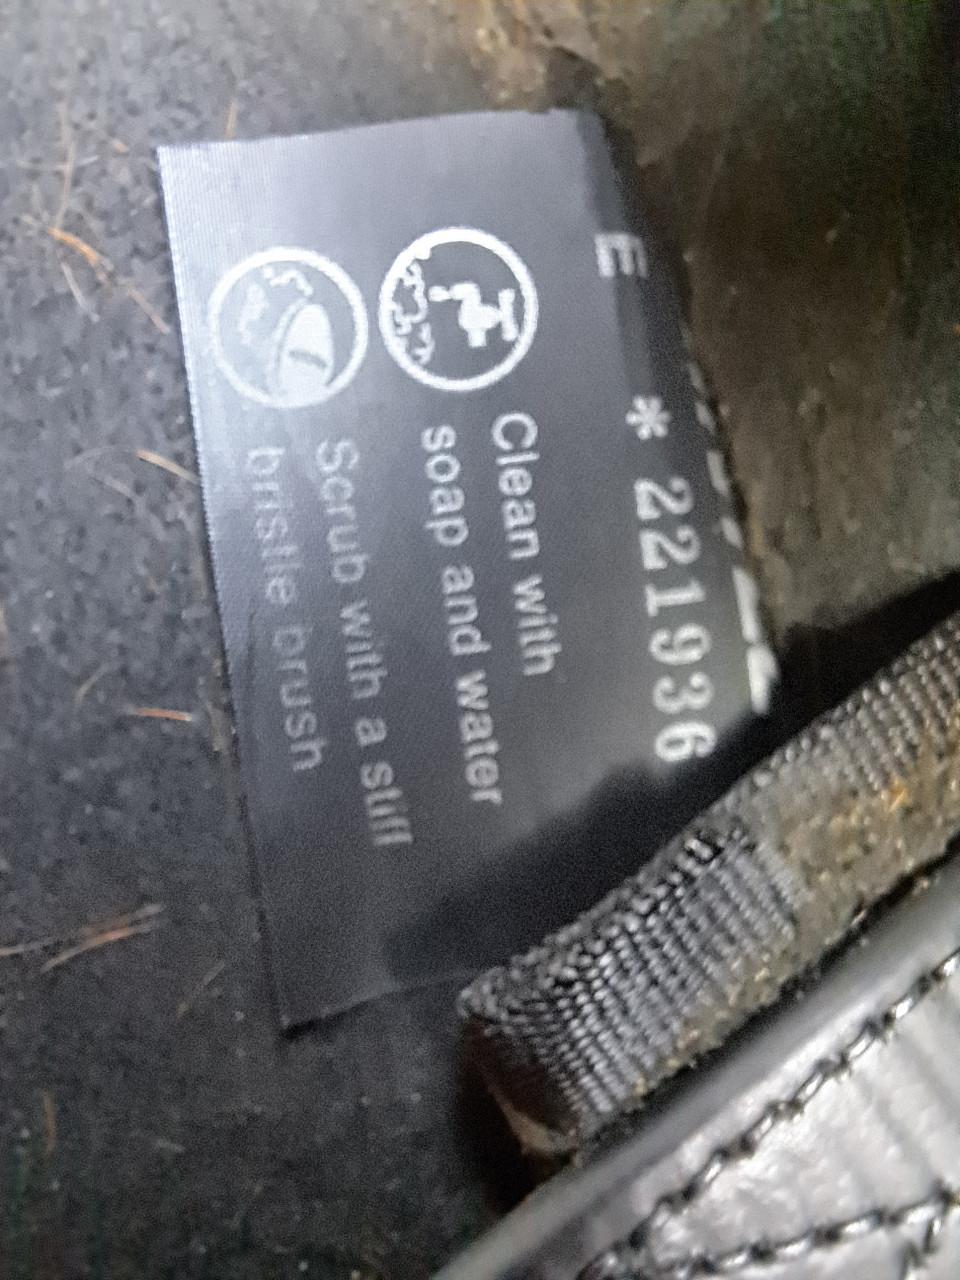 E * 221936
Clean with
soap and water
Scrub with a stiff
bristle brush